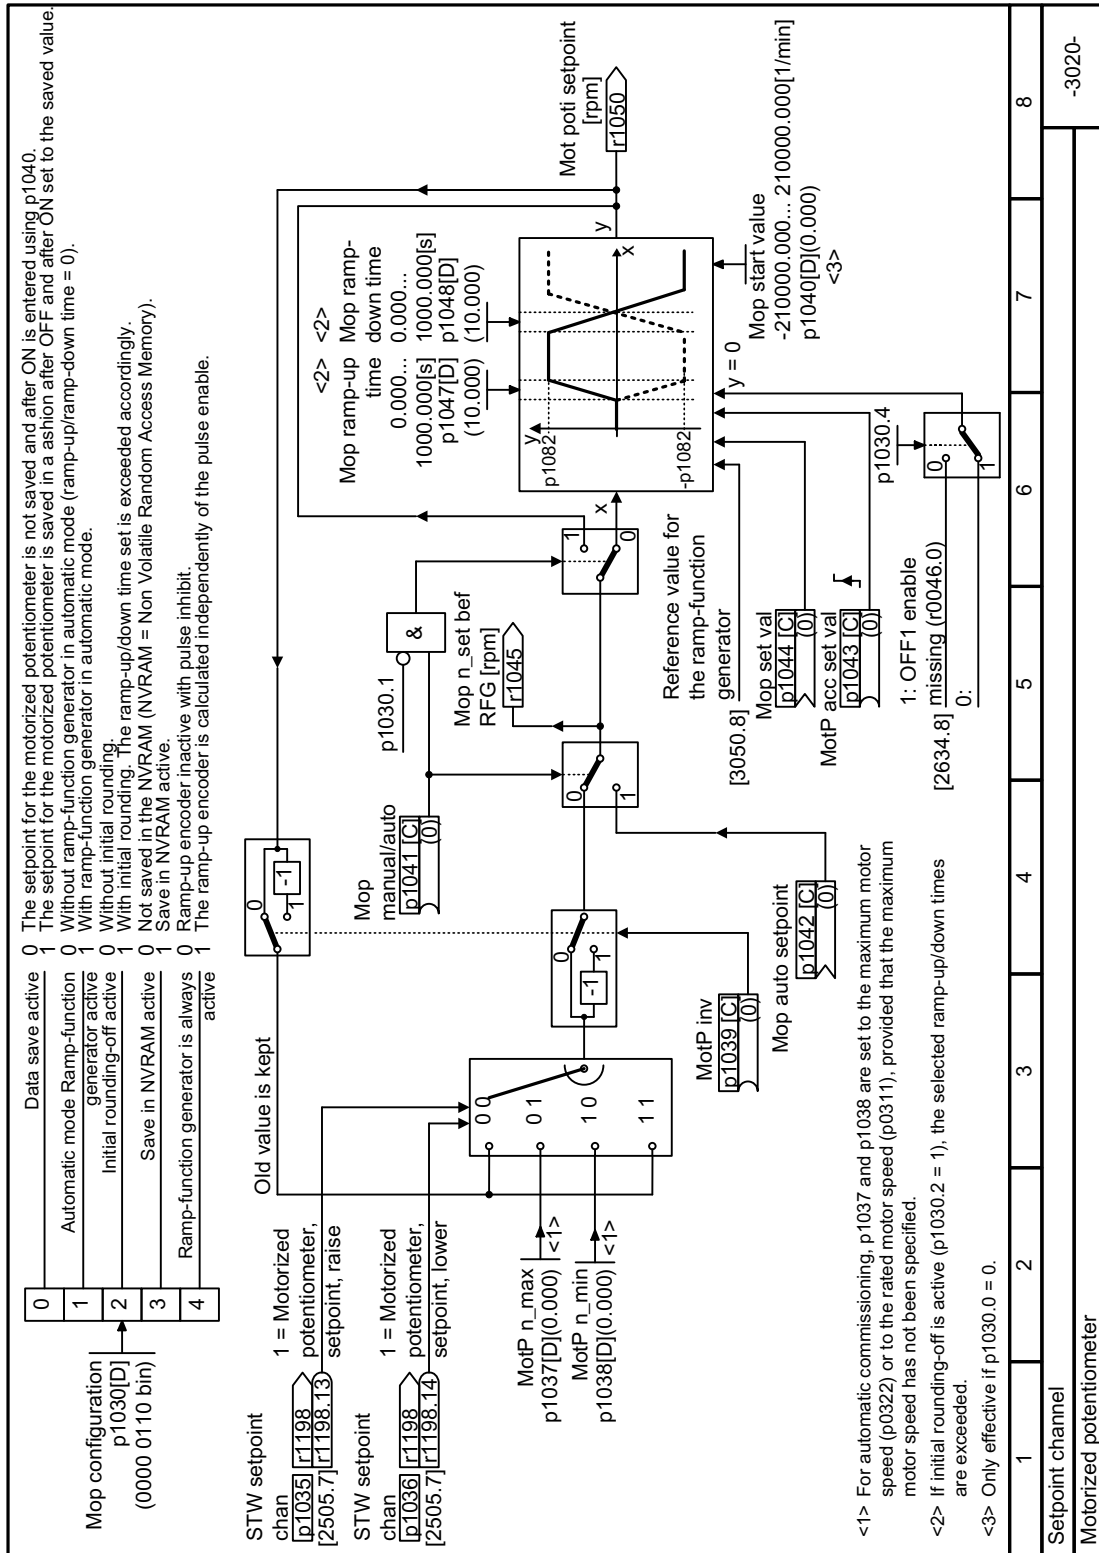 Mop configuration
p1030[D]
(0000 0110 bin)
0
1
2
3
4
Data save active
0 The setpoint for the motorized potentiometer is not saved and after ON is entered using p1040.
1 The setpoint for the motorized potentiometer is saved in a ashion after OFF and after ON set to the saved value.
Automatic mode Ramp-function
generator active
0 Without ramp-function generator in automatic mode (ramp-up/ramp-down time = 0).
1 With ramp-function generator in automatic mode.
Initial rounding-off active
0 Without initial rounding.
1 With initial rounding. The ramp-up/down time set is exceeded accordingly.
Save in NVRAM active
0 Not saved in the NVRAM (NVRAM = Non Volatile Random Access Memory).
1 Save in NVRAM active.
Ramp-function generator is always
active
0 Ramp-up encoder inactive with pulse inhibit.
1 The ramp-up encoder is calculated independently of the pulse enable.
STW setpoint
chan
p1035
r1198
[2505.7]
r1198.13
1 = Motorized
potentiometer,
setpoint, raise
STW setpoint
chan
p1036
r1198
[2505.7]
r1198.14
1 = Motorized
potentiometer,
setpoint, lower
Old value is kept
MotP n_max
p1037[D](0.000)
<1>
MotP n_min
p1038[D](0.000)
<1>
0 0
0 1
1 0
1 1
0
1
-1
0
1
-1
MotP inv
p1039 [C]
(0)
Mop
manual/auto
p1041 [C]
(0)
Mop auto setpoint
p1042 [C]
(0)
p1030.1
&
0
1
Mop n_set bef
RFG [rpm]
r1045
1
0
x
Reference value for
the ramp-function
generator
[3050.8]
Mop set val
p1044 [C]
(0)
MotP acc set val
p1043 [C]
(0)
1: OFF1 enable
missing (r0046.0)
[2634.8]
0:
p1030.4
0
1
y = 0
<2>
Mop ramp-up
time
0.000...
1000.000[s]
p1047[D]
(10.000)
<2>
Mop ramp-
down time
0.000...
1000.000[s]
p1048[D]
(10.000)
y
p1082
-p1082
x
y
Mop start value
-210000.000... 210000.000[1/min]
p1040[D](0.000)
<3>
Mot poti setpoint
[rpm]
r1050
<1> For automatic commissioning, p1037 and p1038 are set to the maximum motor
speed (p0322) or to the rated motor speed (p0311), provided that the maximum
motor speed has not been specified.
<2> If initial rounding-off is active (p1030.2 = 1), the selected ramp-up/down times
are exceeded.
<3> Only effective if p1030.0 = 0.
1
2
3
4
5
6
7
8
Setpoint channel
Motorized potentiometer
-3020-